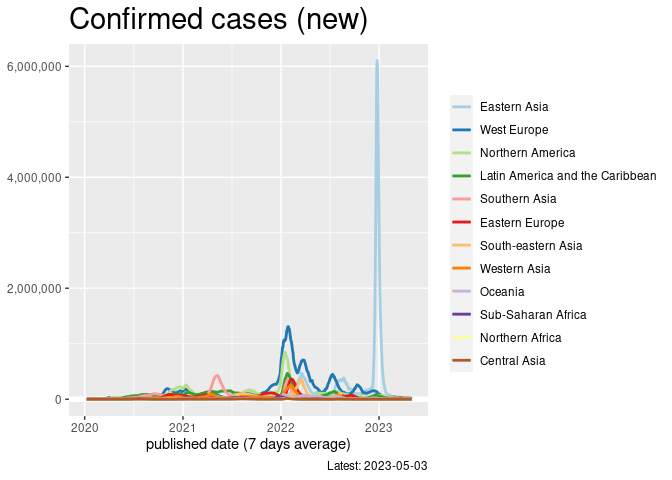 Confirmed cases (new)
6,000,000
4,000,000
2,000,000
0
2020
2021
2022
2023
published date (7 days average)
Eastern Asia
West Europe
Northern America
Latin America and the Caribbean
Southern Asia
Eastern Europe
South-eastern Asia
Western Asia
Oceania
Sub-Saharan Africa
Northern Africa
Central Asia
Latest: 2023-05-03